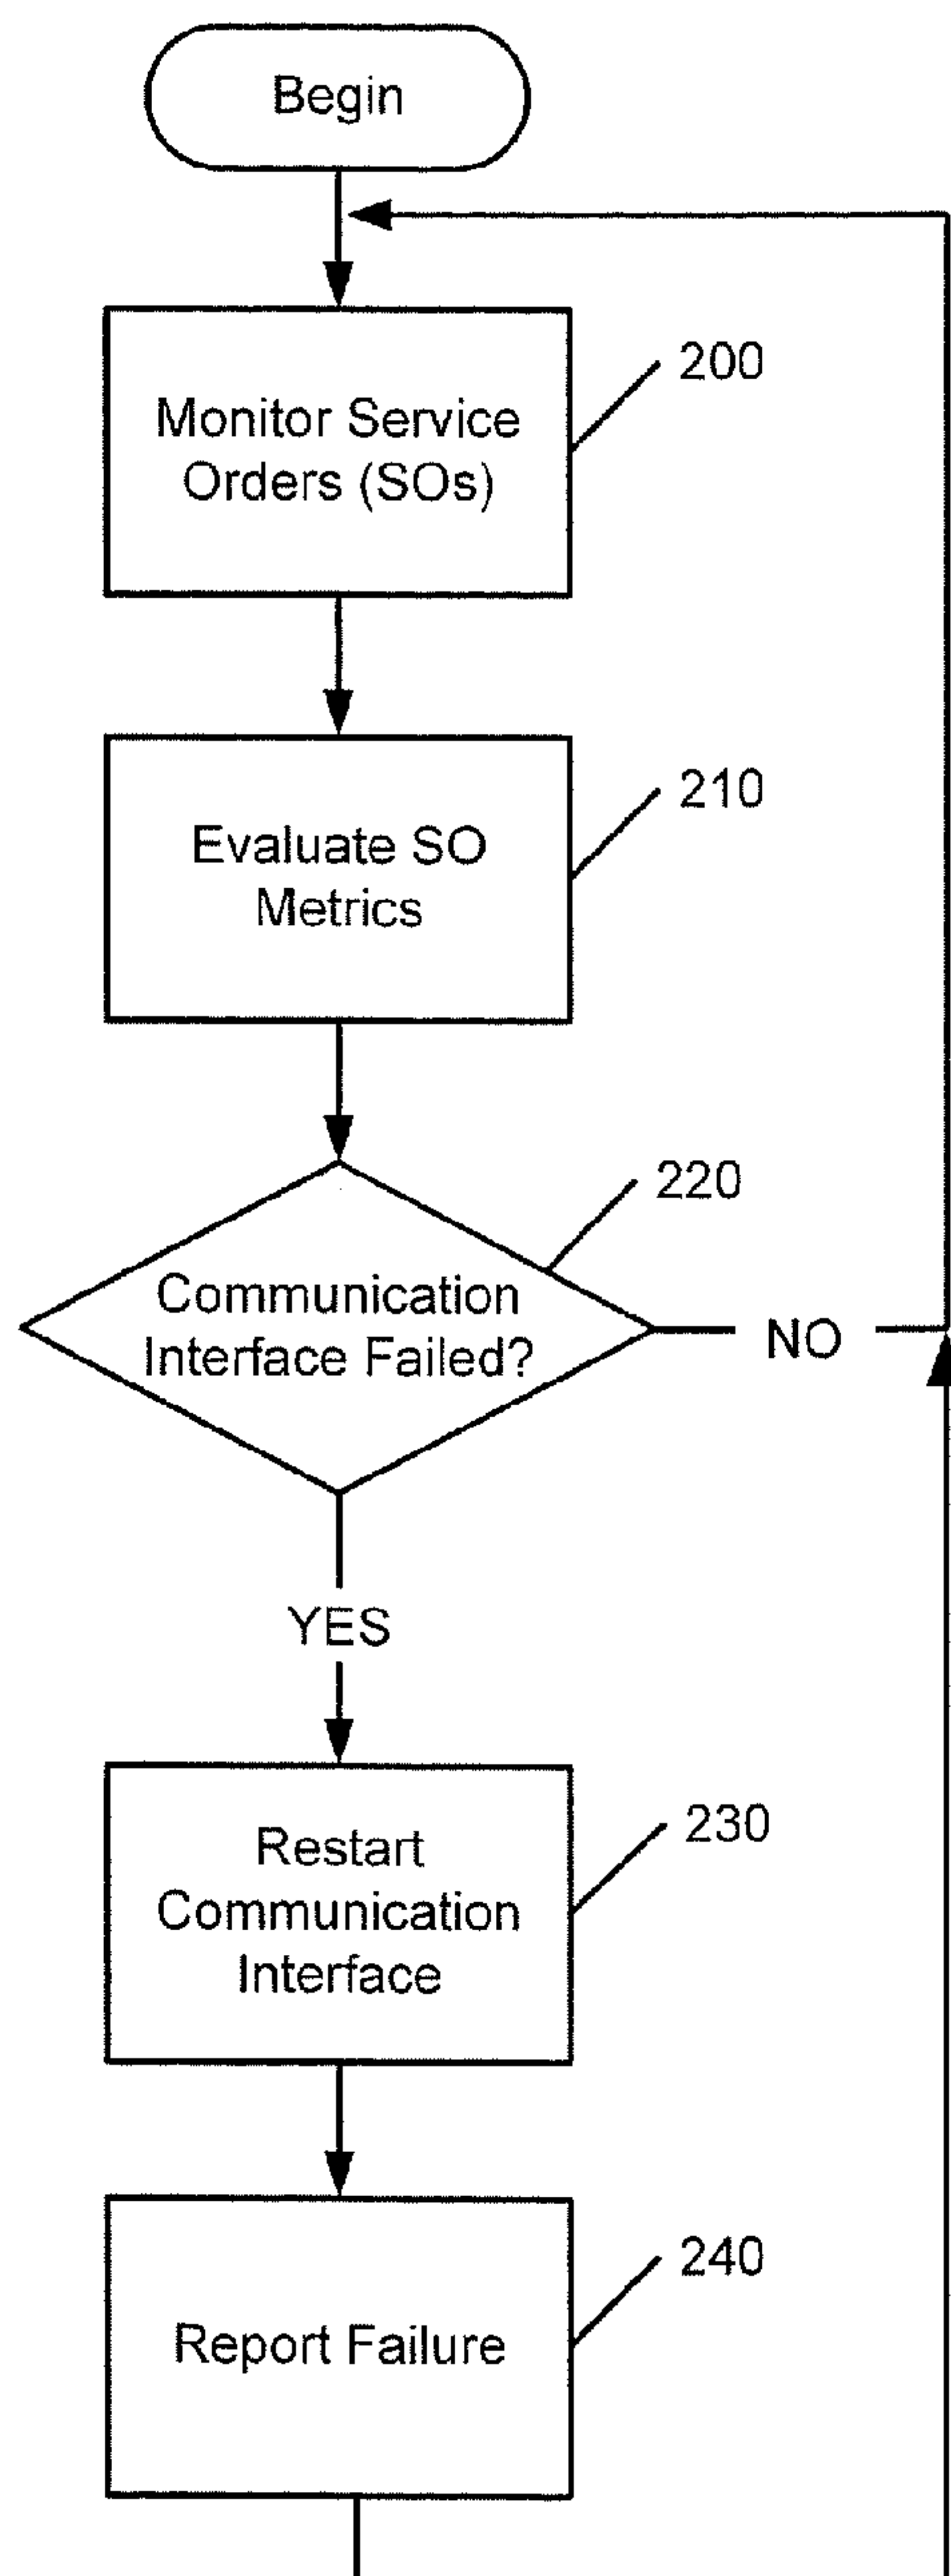 Begin
200
Monitor Service
Orders (SOs)
210
Evaluate SO
Metrics
220
Communication
Interface Failed?
NO
YES
230
Restart
Communication
Interface
240
Report Failure